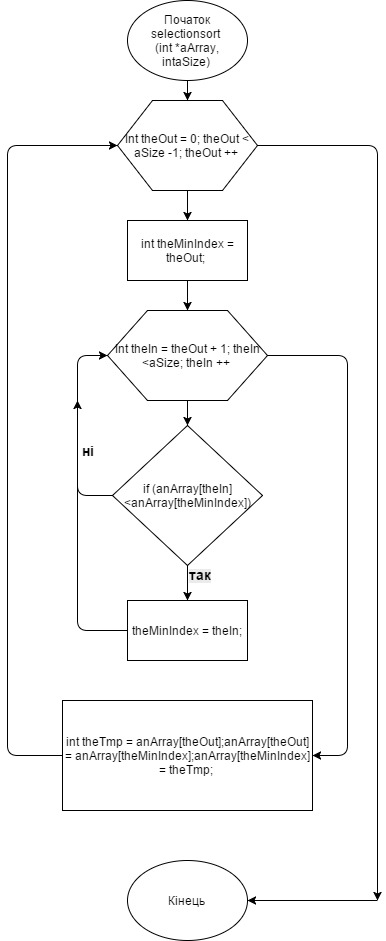 Початок
selectionsort
(int *aArray,
intaSize)
Int theOut = 0; theOut <
aSize -1; theOut ++
int theMinIndex =
theOut;
Int theIn = theOut + 1; theIn
<aSize; theIn ++
ні
if (anArray[theIn]
<anArray[theMinIndex])
так
theMinIndex = theIn;
int theTmp = anArray[theOut];anArray[theOut]
= anArray[theMinIndex];anArray[theMinIndex]
= theTmp;
Кінець